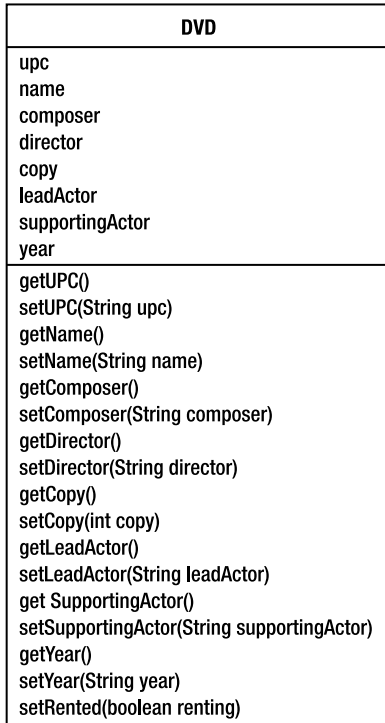 DVD
upc
name
composer
director
copy
leadActor
supportingActor
year
getUPC()
setUPC(String upc)
getName()
setName(String name)
getComposer()
setComposer(String composer)
getDirector()
setDirector(String director)
getCopy()
setCopy(int copy)
getLeadActor()
setLeadActor(String leadActor)
get SupportingActor()
setSupportingActor(String supportingActor)
getYear()
setYear(String year)
setRented(boolean renting)